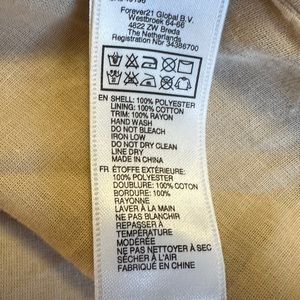 Forever21 Global B.V.
Westbroek 64-66
4822 ZW Breda
The Netherlands
Registration Nbr 34388700
EN SHELL: 100% POLYESTER
LINING: 100% COTTON
TRIM: 100% RAYON
HAND WASH
DO NOT BLEACH
IRON LOW
DO NOT DRY CLEAN
LINE DRY
MADE IN CHINA
FR ÉTOFFE EXTÉRIEURE:
100% POLYESTER
DOUBLURE: 100% COTON
BORDURE: 100%
RAYONNE
LAVER À LA MAIN
NE PAS BLANCHIR
REPASSER À
TEMPÉRATURE
MODÉRÉE
NE PAS NETTOYER À SEC
SÉCHER À L'AIR
FABRIQUÉ EN CHINE